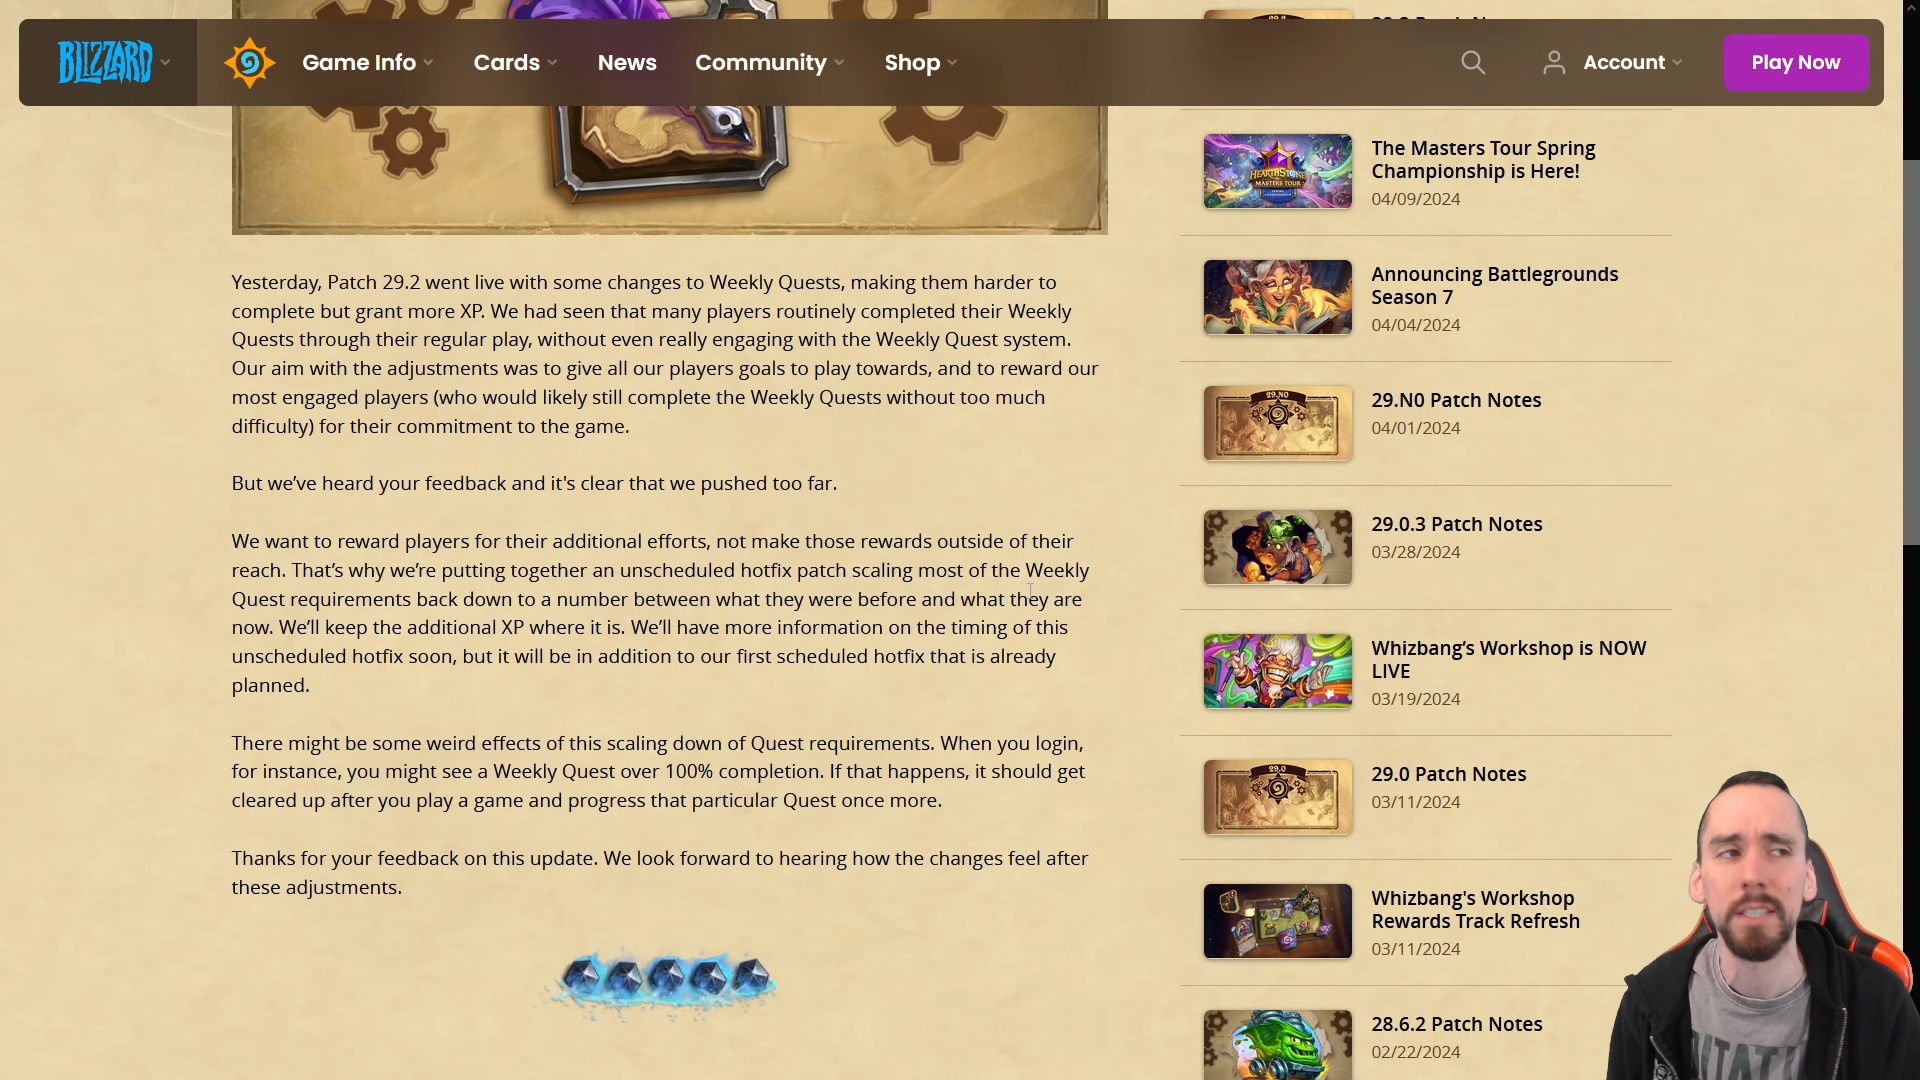 BLIZZARD
Game Info
Cards
News
Community
Shop
Account
Play Now
Yesterday, Patch 29.2 went live with some changes to Weekly Quests, making them harder to
complete but grant more XP. We had seen that many players routinely completed their Weekly
Quests through their regular play, without even really engaging with the Weekly Quest system.
Our aim with the adjustments was to give all our players goals to play towards, and to reward our
most engaged players (who would likely still complete the Weekly Quests without too much
difficulty) for their commitment to the game.
But we’ve heard your feedback and it's clear that we pushed too far.
We want to reward players for their additional efforts, not make those rewards outside of their
reach. That’s why we’re putting together an unscheduled hotfix patch scaling most of the Weekly
Quest requirements back down to a number between what they were before and what they are
now. We’ll keep the additional XP where it is. We’ll have more information on the timing of this
unscheduled hotfix soon, but it will be in addition to our first scheduled hotfix that is already
planned.
There might be some weird effects of this scaling down of Quest requirements. When you login,
for instance, you might see a Weekly Quest over 100% completion. If that happens, it should get
cleared up after you play a game and progress that particular Quest once more.
Thanks for your feedback on this update. We look forward to hearing how the changes feel after
these adjustments.
HEARTHSTONE
MASTERS TOUR
The Masters Tour Spring
Championship is Here!
04/09/2024
Announcing Battlegrounds
Season 7
04/04/2024
29.N0
29.N0 Patch Notes
04/01/2024
29.0.3 Patch Notes
03/28/2024
Whizbang’s Workshop is NOW
LIVE
03/19/2024
29.0
29.0 Patch Notes
03/11/2024
Whizbang's Workshop
Rewards Track Refresh
03/11/2024
28.6.2 Patch Notes
02/22/2024